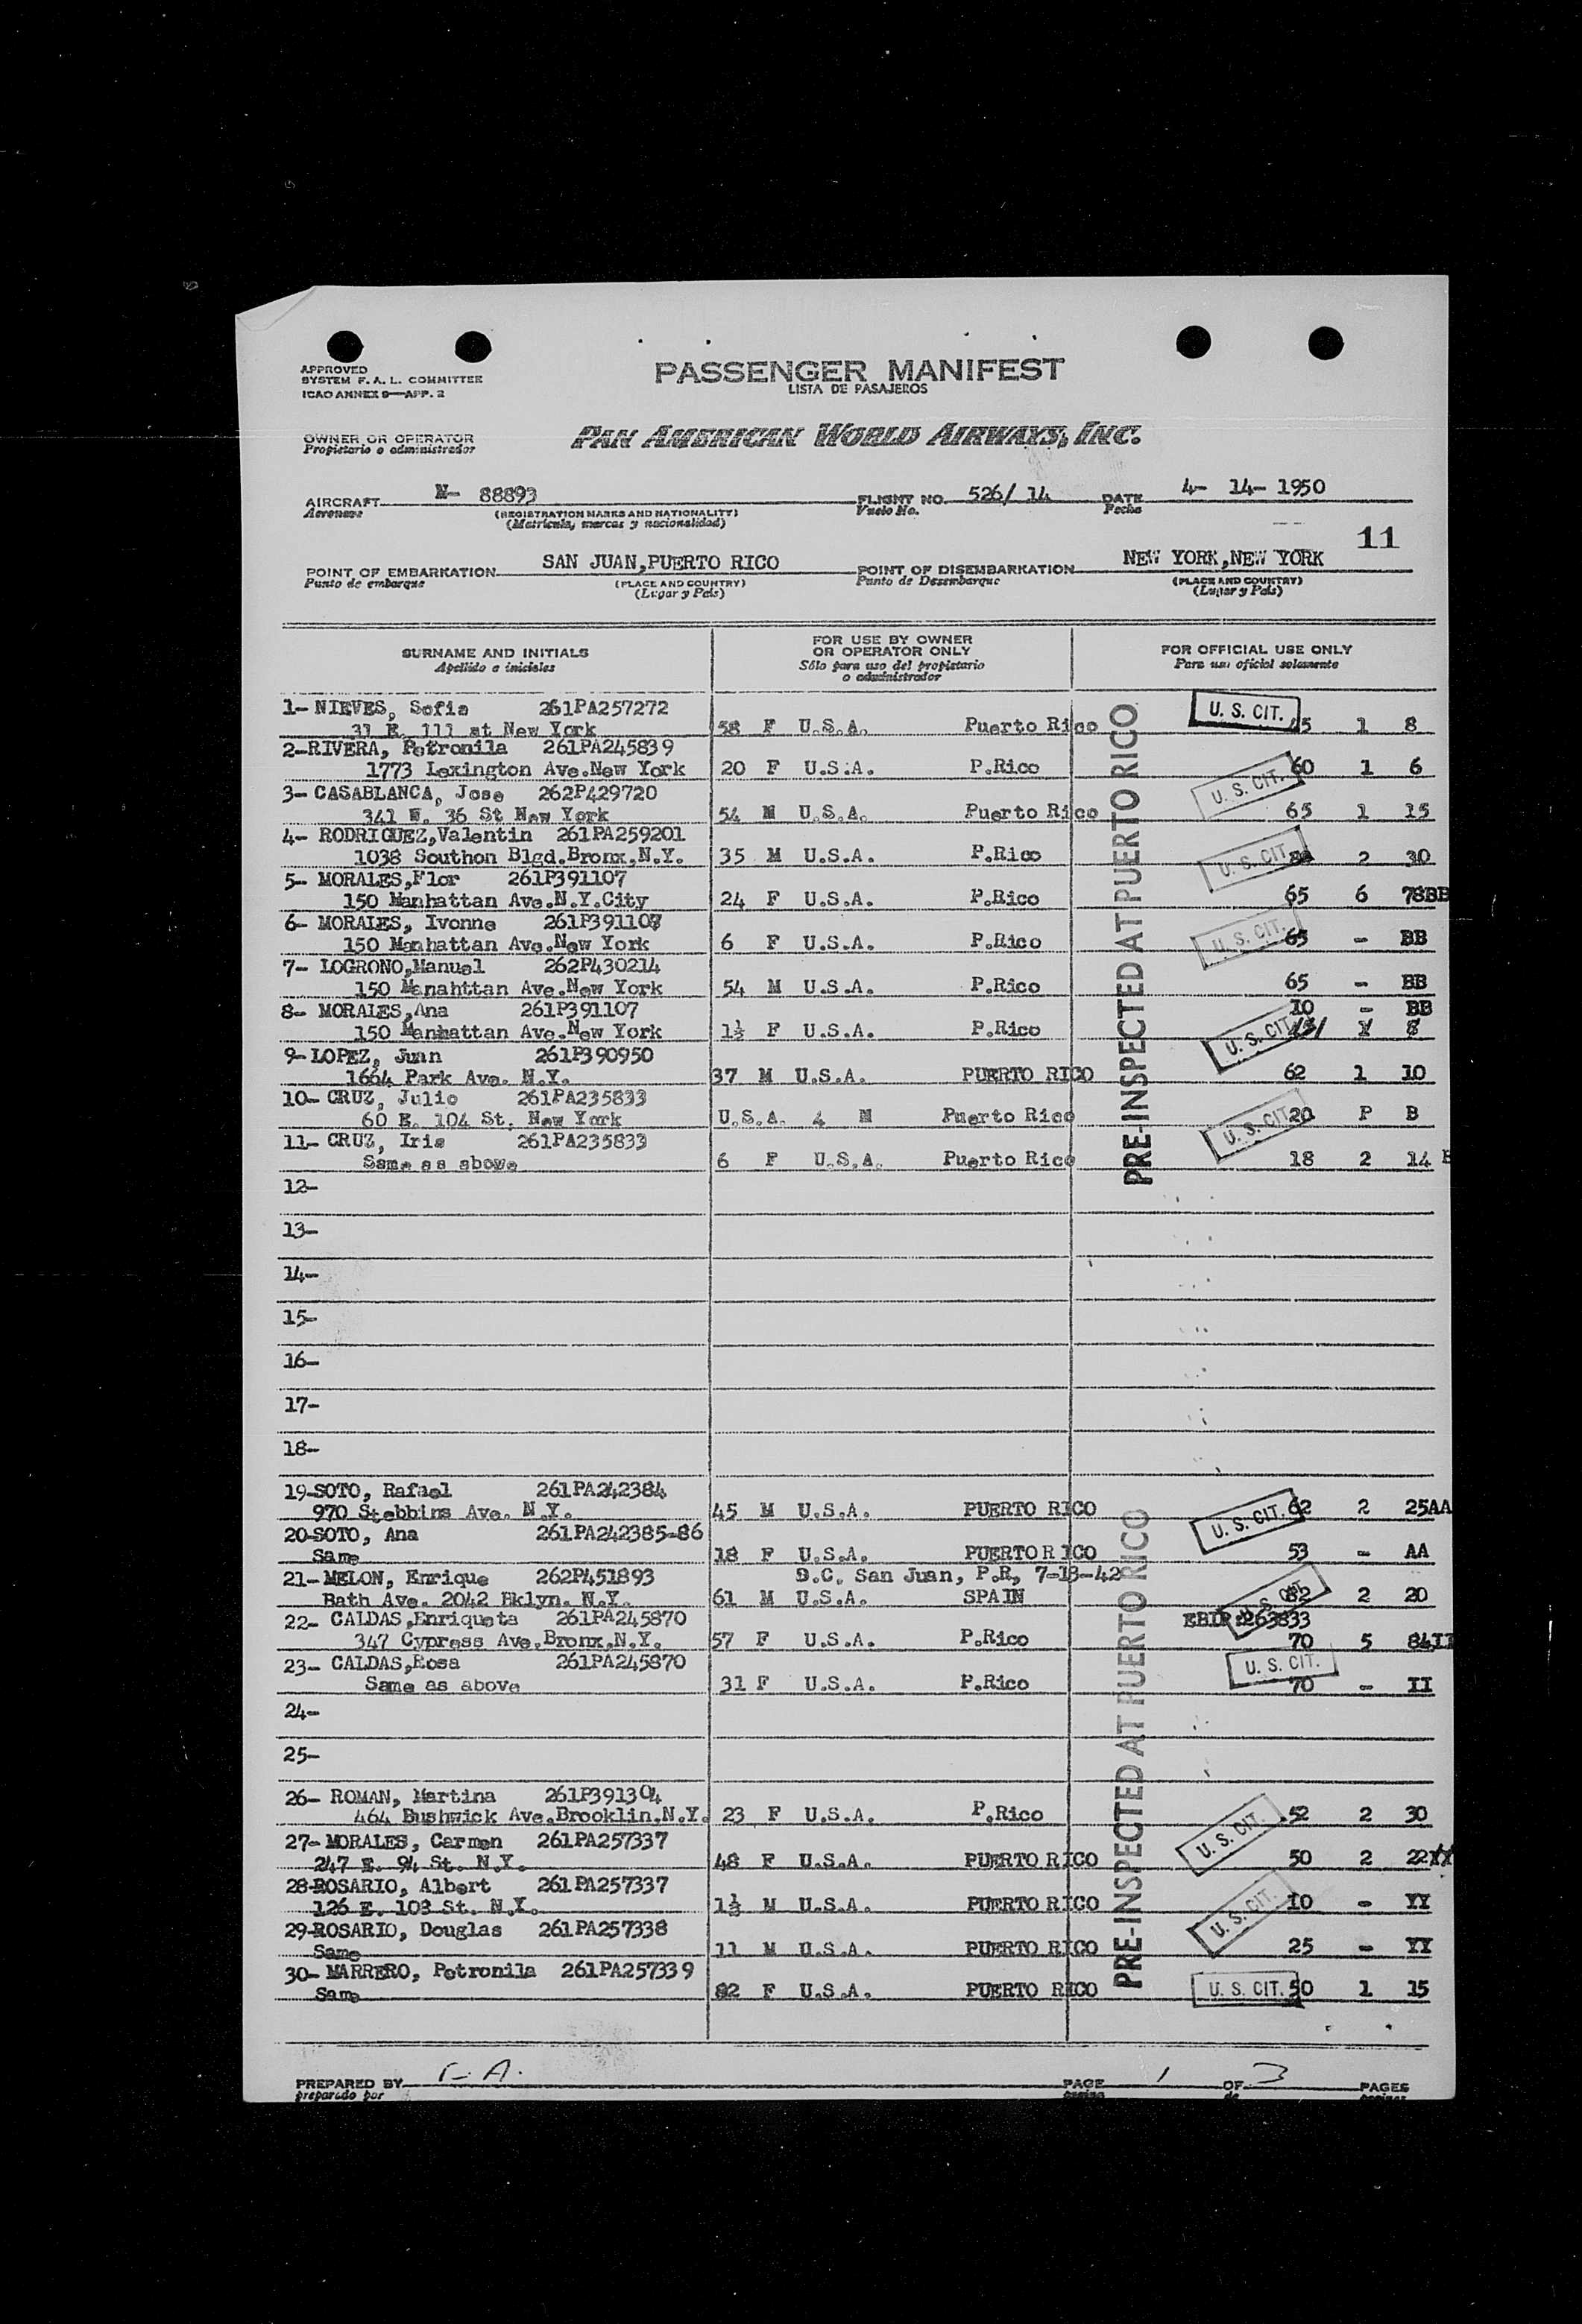 APPROVED
SYSTEM F. A. L. COMMITTEE
ICAO ANNEX 9—APP. 2
PASSENGER MANIFEST
LISTA DE PASAJEROS
OWNER OR OPERATOR
Propietario o administrador
PAN AMERICAN WORLD AIRWAYS, INC.
AIRCRAFT N- 88893 FLIGHT NO. 526/ 14 DATE 4- 14- 1950
Aeronave (REGISTRATION MARKS AND NATIONALITY) Vuelo No. Fecha
(Matrícula, marcas y nacionalidad)
11
POINT OF EMBARKATION SAN JUAN,PUERTO RICO POINT OF DISEMBARKATION NEW YORK,NEW YORK
Punto de embarque (PLACE AND COUNTRY) Punto de Desembarque (PLACE AND COUNTRY)
(Lugar y País) (Lugar y País)
SURNAME AND INITIALS FOR USE BY OWNER OR OPERATOR ONLY FOR OFFICIAL USE ONLY
Apellido e iniciales Sólo para uso del propietario o administrador Para uso oficial solamente
1- NIEVES, Sofia 261PA257272 U. S. CIT.
31 E. 111 st New York 58 F U.S.A. Puerto Rico 45 1 8
2-RIVERA, Petronila 261PA245839
1773 Lexington Ave.New York 20 F U.S.A. P.Rico U. S. CIT. 60 1 6
3- CASABLANCA, Jose 262P429720
341 W. 36 St New York 54 M U.S.A. Puerto Rico 65 1 15
4- RODRIGUEZ,Valentin 261PA259201
1038 Southon Blgd.Bronx.N.Y. 35 M U.S.A. P.Rico U. S. CIT. 2 30
5- MORALES,Flor 261P391107
150 Manhattan Ave.N.Y.City 24 F U.S.A. P.Rico 65 6 78BB
6- MORALES, Ivonne 261P391107
150 Manhattan Ave.New York 6 F U.S.A. P.Rico U. S. CIT. 65 - BB
7- LOGRONO,Manuel 262P430214
150 Manahttan Ave.New York 54 M U.S.A. P.Rico 65 - BB
8- MORALES,Ana 261P391107 10 - BB
150 Manhattan Ave.New York 1½ F U.S.A. P.Rico U. S. CIT.
9-LOPEZ, Juan 261P390950
1664 Park Ave. N.Y. 37 M U.S.A. PUERTO RICO 62 1 10
10- CRUZ, Julio 261PA235833
60 E. 104 St. New York U.S.A. 4 M Puerto Rico U. S. CIT. 20 P B
11- CRUZ, Iris 261PA235833
Same as above 6 F U.S.A. Puerto Rico 18 2 14 B
PRE-INSPECTED AT PUERTO RICO
12-
13-
14-
15-
16-
17-
18-
19-SOTO, Rafael 261PA242384
970 Stebbins Ave. N.Y. 45 M U.S.A. PUERTO RICO U. S. CIT. 62 2 25AA
20-SOTO, Ana 261PA242385-86
Same 18 F U.S.A. PUERTO R ICO 53 - AA
21- MELON, Enrique 262P451893 D.C. San Juan, P.R, 7-13-42
Bath Ave. 2042 Bklyn. N.Y. 61 M U.S.A. SPAIN U. S. CIT. 82 2 20
22- CALDAS,Enriqueta 261PA245870 263833
347 Cypress Ave.Bronx.N.Y. 57 F U.S.A. P.Rico 70 5 84II
23- CALDAS,Rosa 261PA245870 U. S. CIT.
Same as above 31 F U.S.A. P.Rico 70 - II
24-
25-
26- ROMAN, Martina 261P391304
464 Bushwick Ave.Brooklin.N.Y. 23 F U.S.A. P.Rico 52 2 30
27- MORALES, Carmen 261PA257337 U. S. CIT.
247 E. 94 St. N.Y. 48 F U.S.A. PUERTO RICO 50 2 22YY
28-ROSARIO, Albert 261PA257337
126 E. 103 St. N.Y. 1½ M U.S.A. PUERTO RICO U. S. CIT. 10 - YY
29-ROSARIO, Douglas 261PA257338
Same 11 M U.S.A. PUERTO RICO 25 - YY
30- MARRERO, Petronila 261PA257339
Same 82 F U.S.A. PUERTO RICO U. S. CIT. 50 1 15
PRE-INSPECTED AT PUERTO RICO
PREPARED BY PAGE 1 OF 3 PAGES
preparado por página de páginas